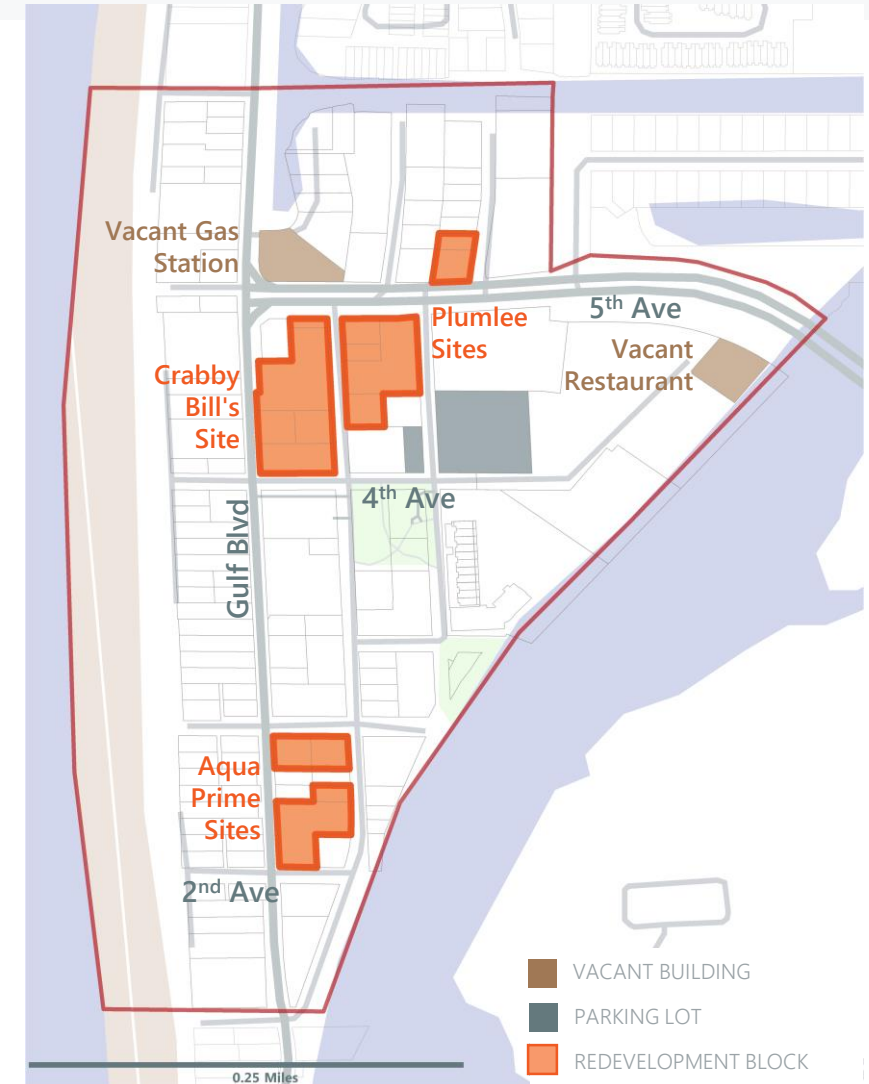 Vacant Gas
Station
5th Ave
Plumlee
Sites
Vacant
Restaurant
Crabby
Bill's
Site
4th Ave
Gulf Blvd
Aqua
Prime
Sites
2nd Ave
VACANT BUILDING
PARKING LOT
REDEVELOPMENT BLOCK
0.25 Miles